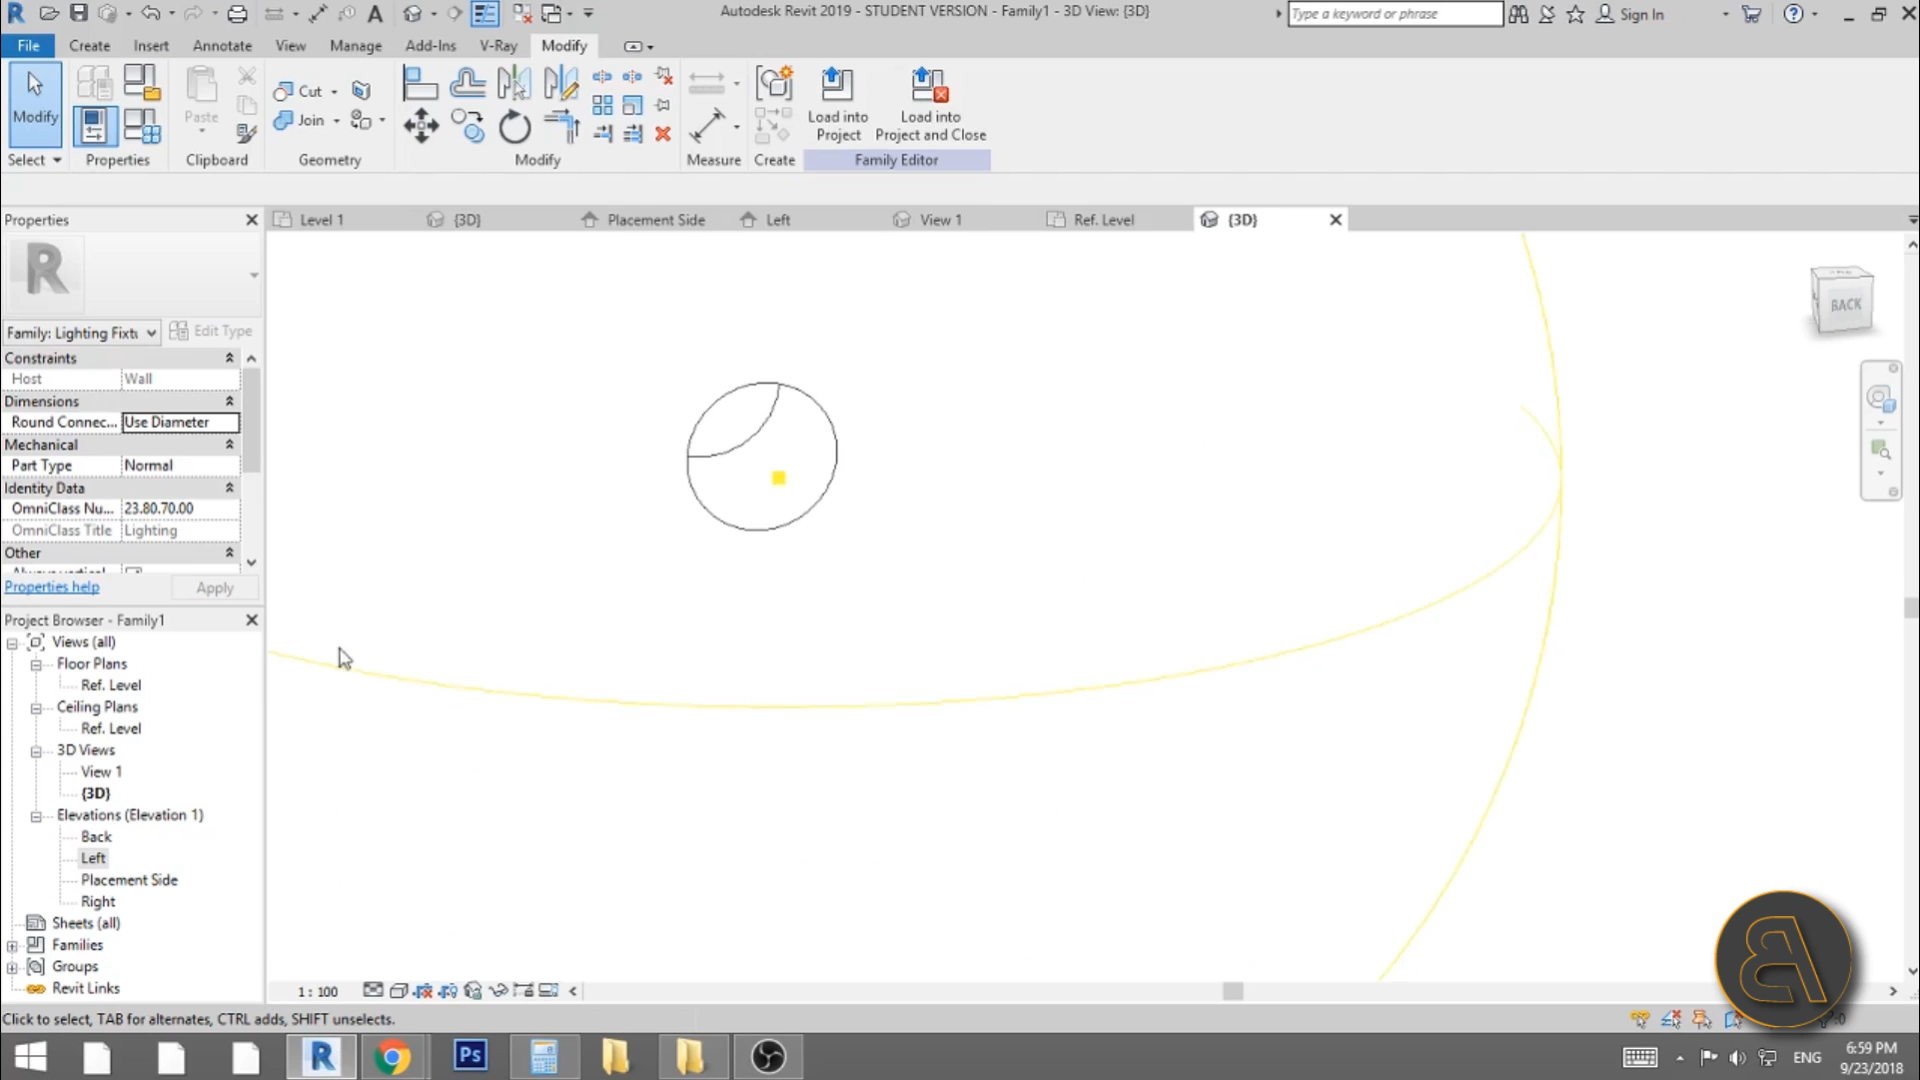 Autodesk Revit 2019 - STUDENT VERSION - Family1 - 3D View: {3D}
Type a keyword or phrase
Sign In
File Create Insert Annotate View Manage Add-Ins V-Ray Modify
Modify
Paste
Cut
Join
Load into Project
Load into Project and Close
Select Properties Clipboard Geometry Modify Measure Create Family Editor
Properties
Level 1 {3D} Placement Side Left View 1 Ref. Level {3D}
BACK
Family: Lighting Fixt
Edit Type
Constraints
Host Wall
Dimensions
Round Connec... Use Diameter
Mechanical
Part Type Normal
Identity Data
OmniClass Nu... 23.80.70.00
OmniClass Title Lighting
Other
Properties help
Apply
Project Browser - Family1
Views (all)
Floor Plans
Ref. Level
Ceiling Plans
Ref. Level
3D Views
View 1
{3D}
Elevations (Elevation 1)
Back
Left
Placement Side
Right
Sheets (all)
Families
Groups
Revit Links
1 : 100
Click to select, TAB for alternates, CTRL adds, SHIFT unselects.
:0
ENG
6:59 PM
9/23/2018